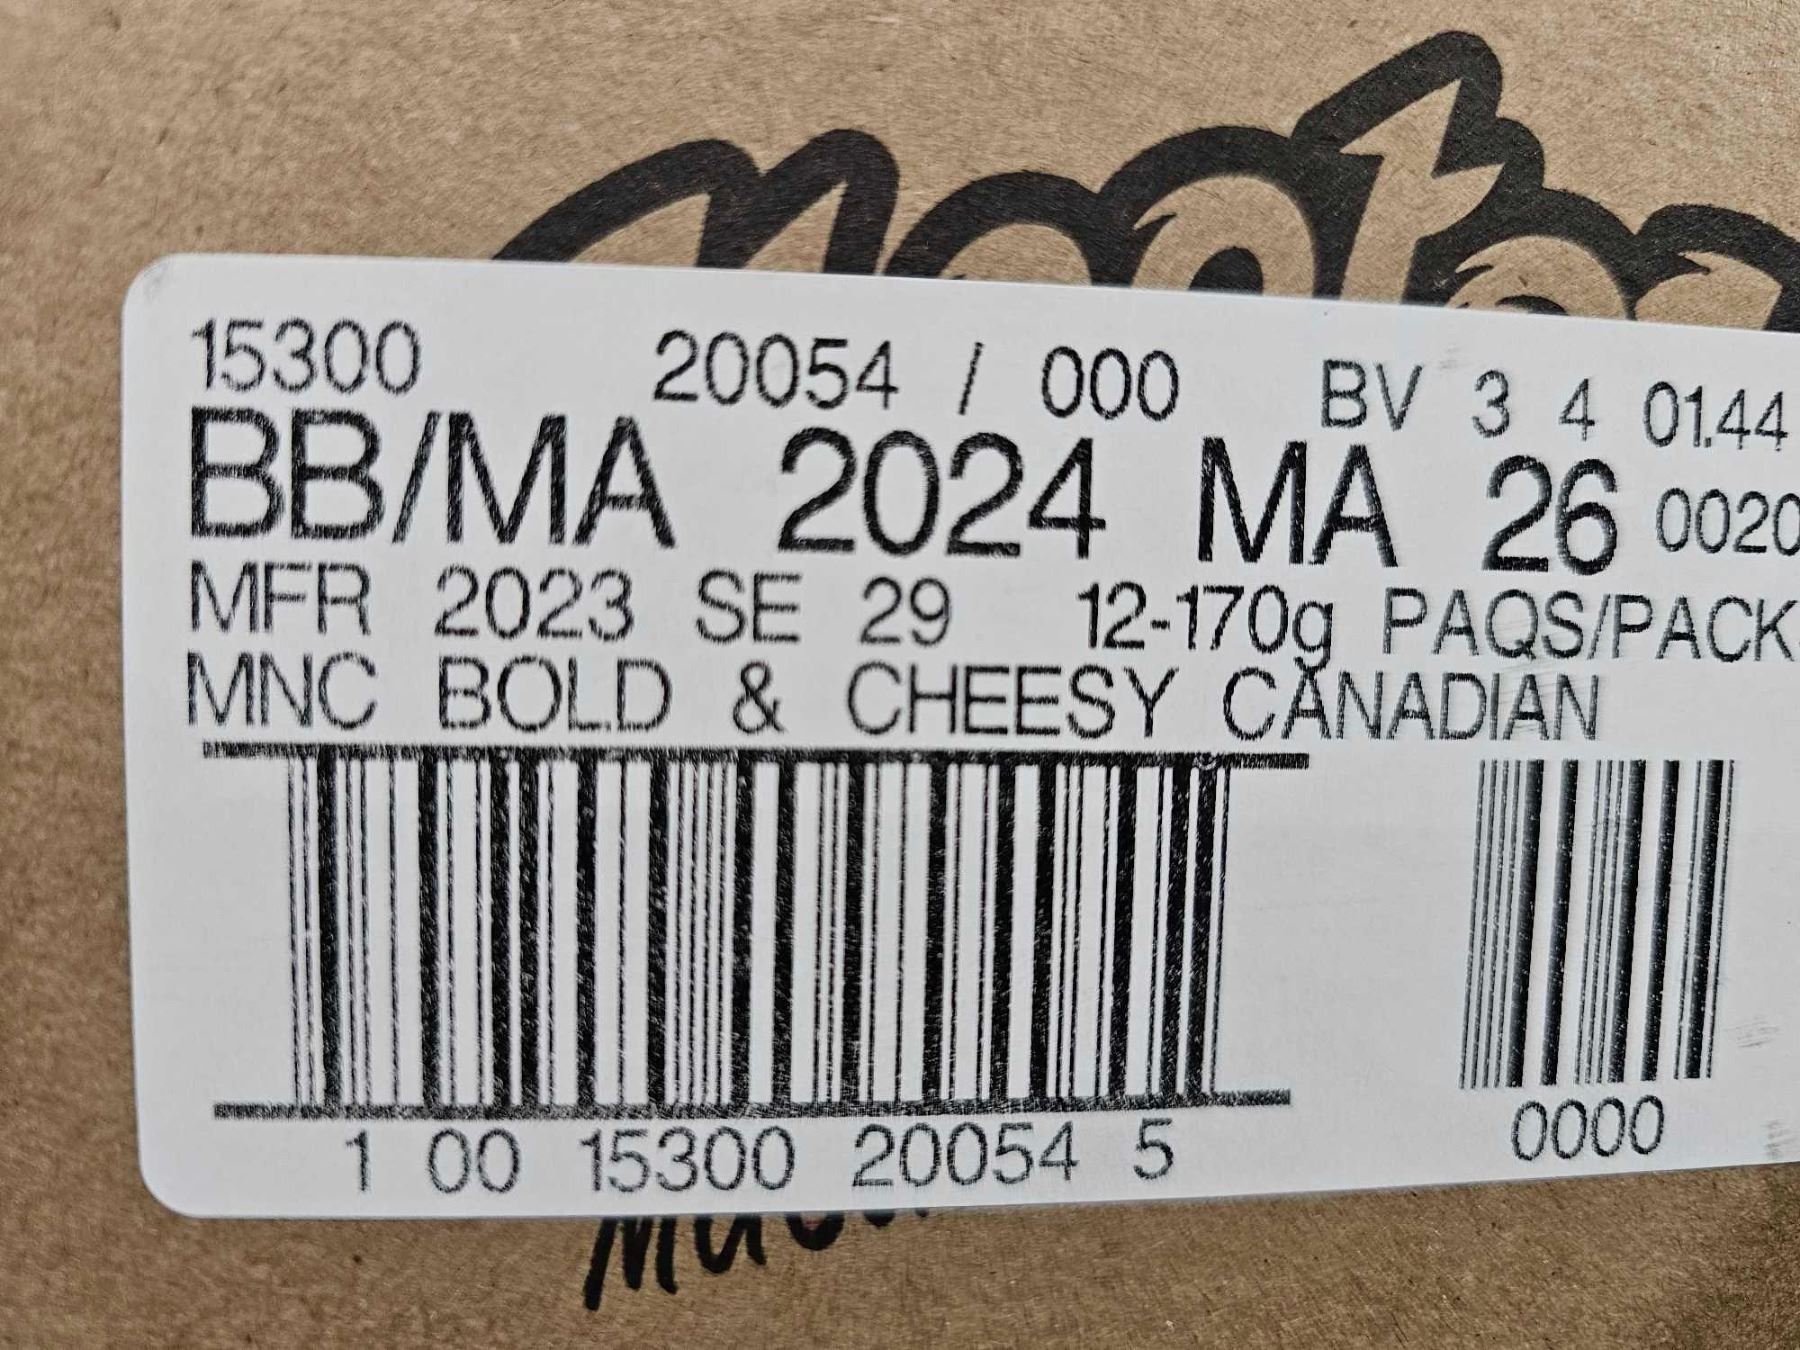 15300 20054 / 000 BV 3 4 01.44
BB/MA 2024 MA 26 0020
MFR 2023 SE 29 12-170g PAQS/PACK
MNC BOLD & CHEESY CANADIAN
1 00 15300 20054 5
0000